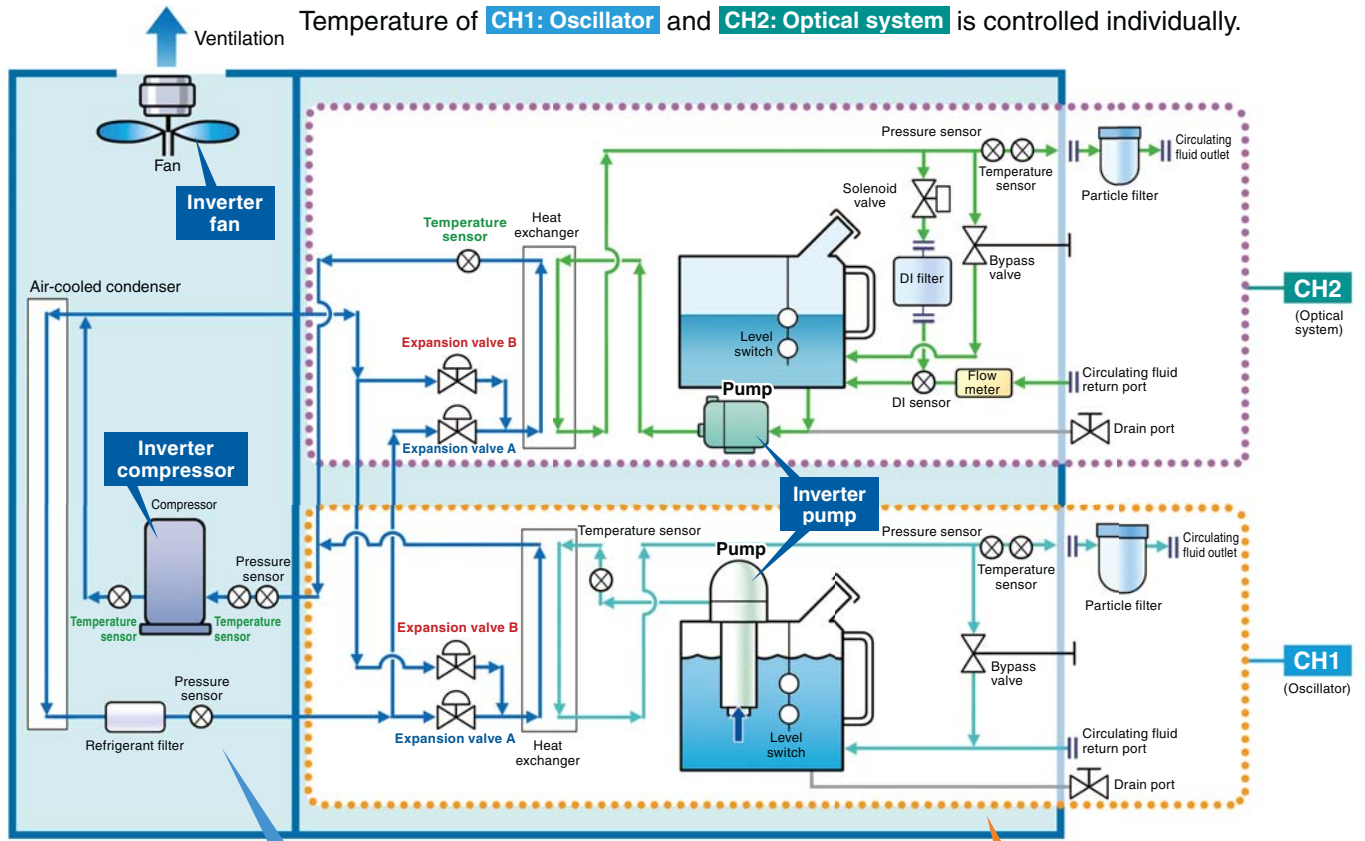 Temperature of CH1: Oscillator and CH2: Optical system is controlled individually.
Ventilation
Fan
Inverter
fan
Air-cooled condenser
Inverter
compressor
Compressor
Pressure
sensor
Temperature
sensor
Temperature
sensor
Pressure
sensor
Refrigerant filter
Temperature
sensor
Heat
exchanger
Expansion valve B
Expansion valve A
Pressure sensor
Temperature
sensor
Circulating
fluid outlet
Particle filter
Solenoid
valve
DI filter
Bypass
valve
Level
switch
Pump
DI sensor
Flow
meter
Circulating fluid
return port
Drain port
CH2
(Optical
system)
Inverter
pump
Temperature sensor
Pump
Pressure sensor
Temperature
sensor
Circulating
fluid outlet
Particle filter
Expansion valve B
Expansion valve A
Heat
exchanger
Level
switch
Bypass
valve
Circulating fluid
return port
Drain port
CH1
(Oscillator)